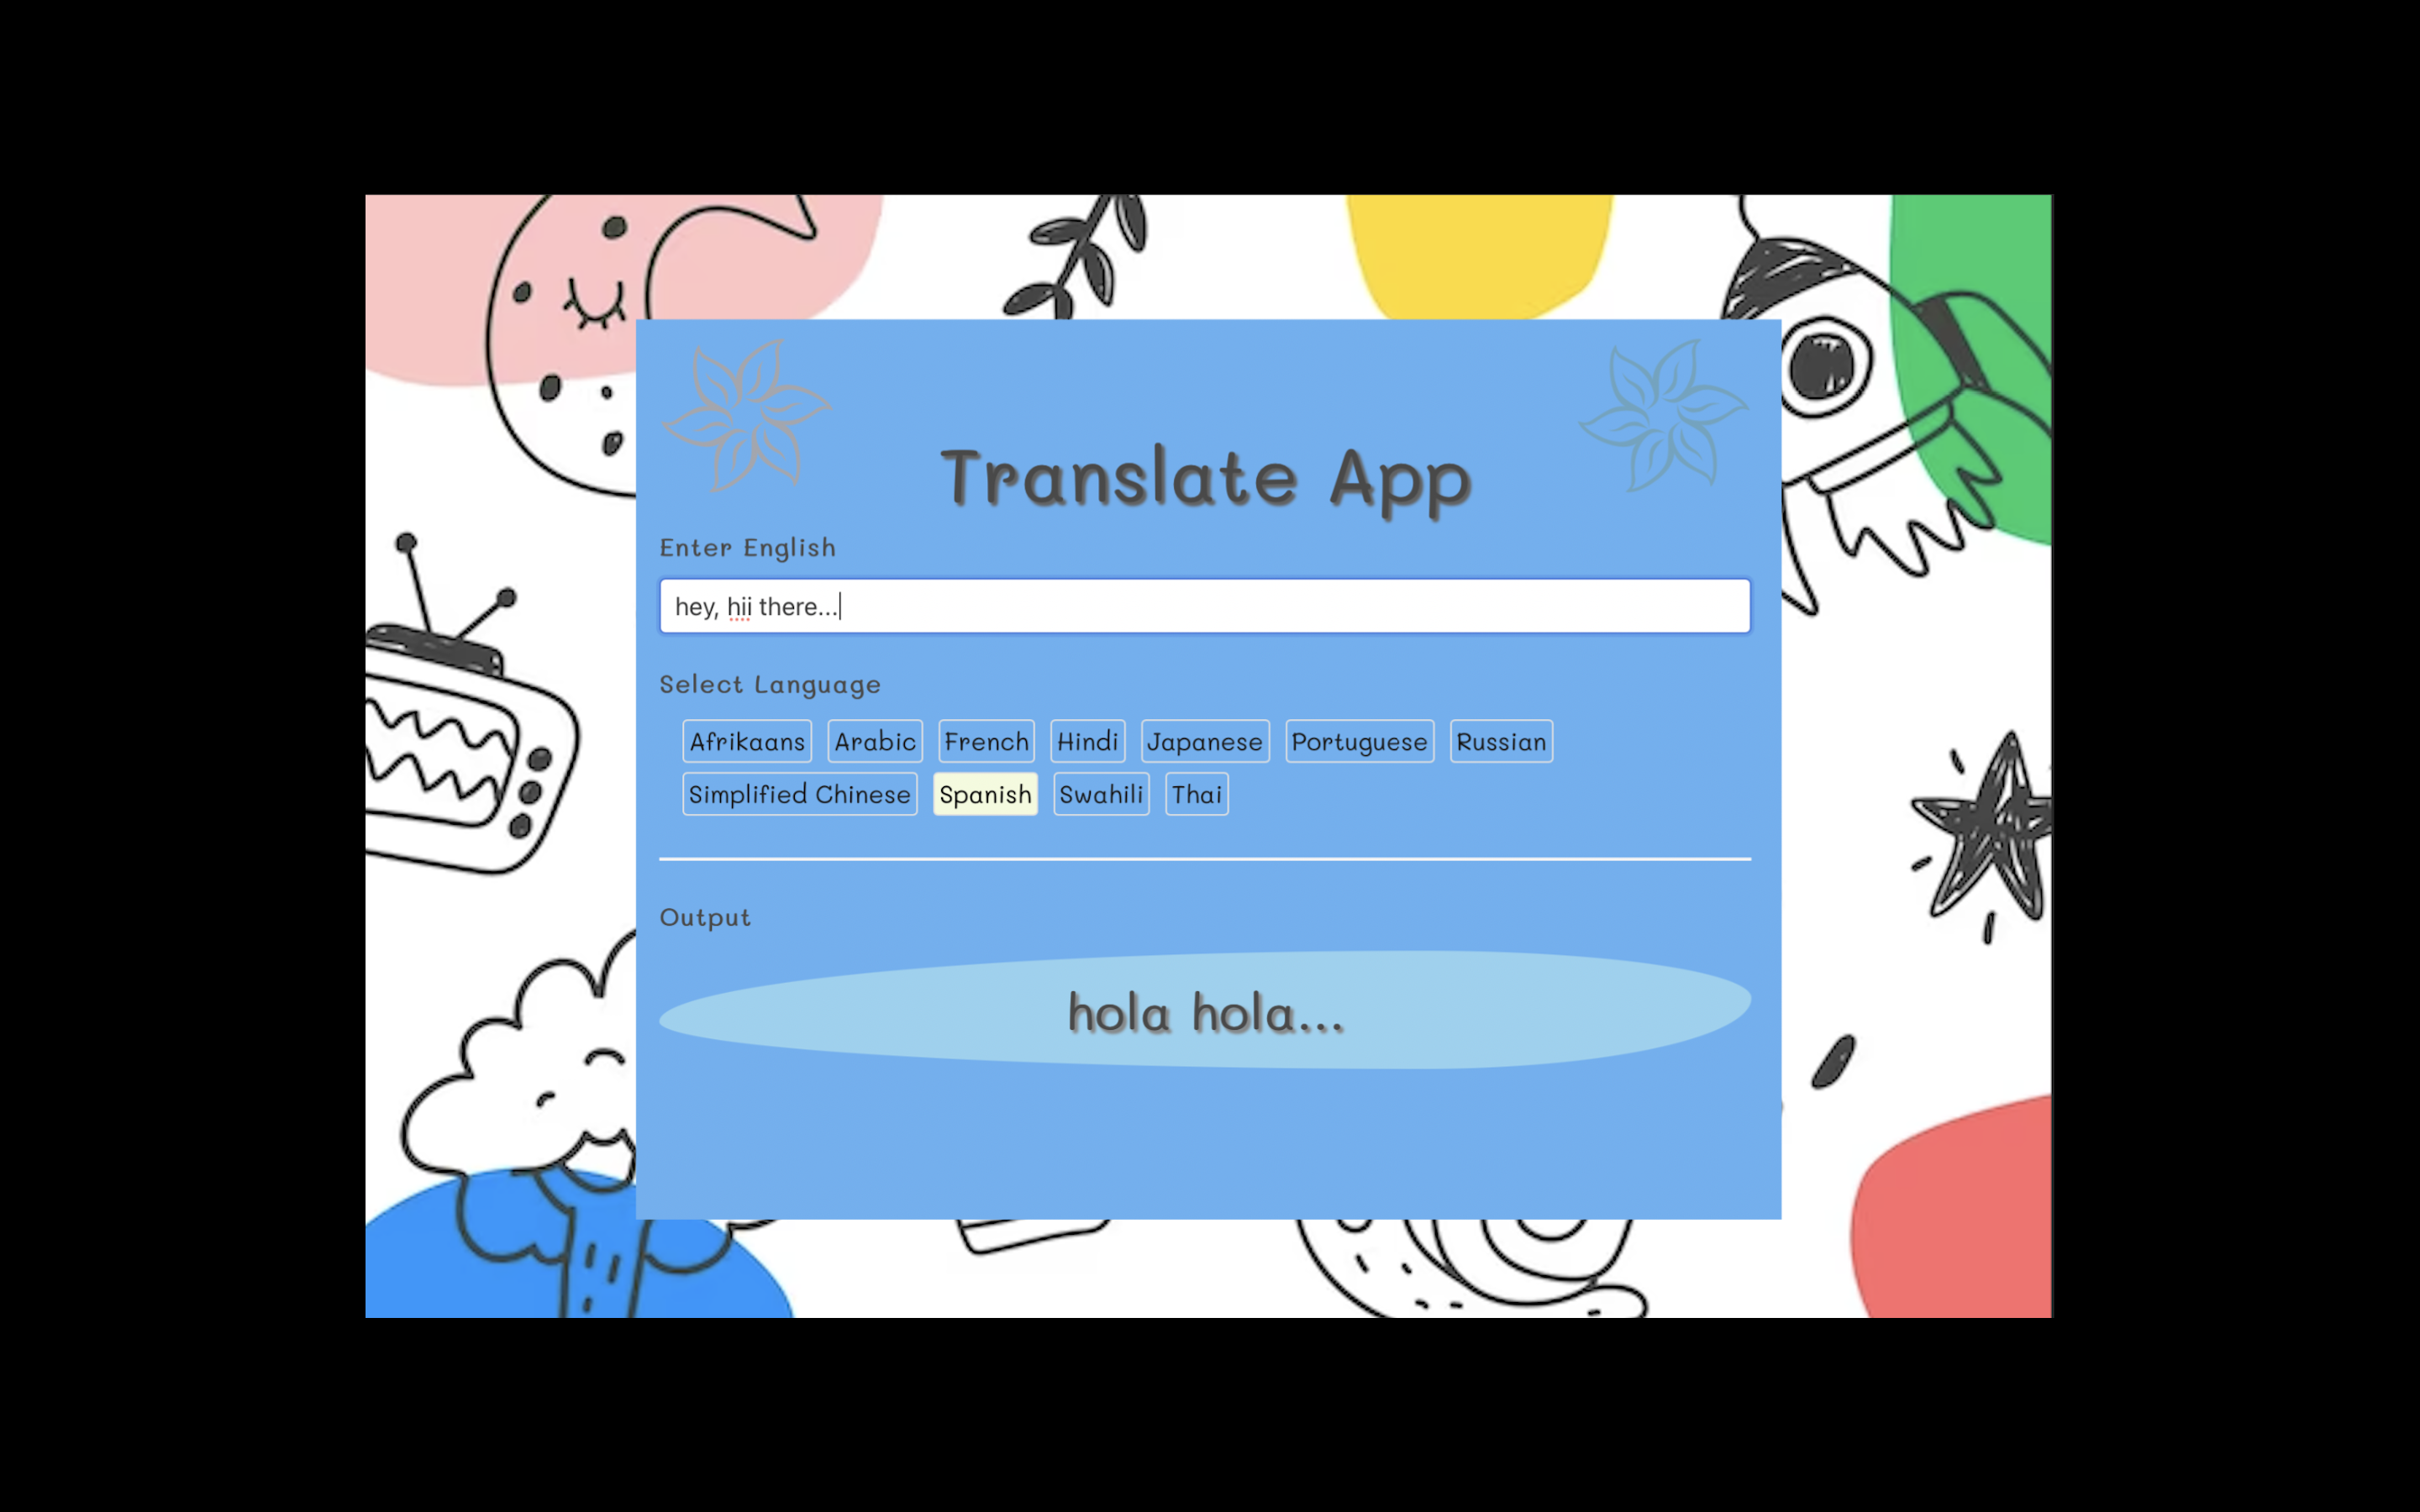 Translate App
Enter English
hey, hii there...
Select Language
Afrikaans Arabic French Hindi Japanese Portuguese Russian
Simplified Chinese Spanish Swahili Thai
Output
hola hola...